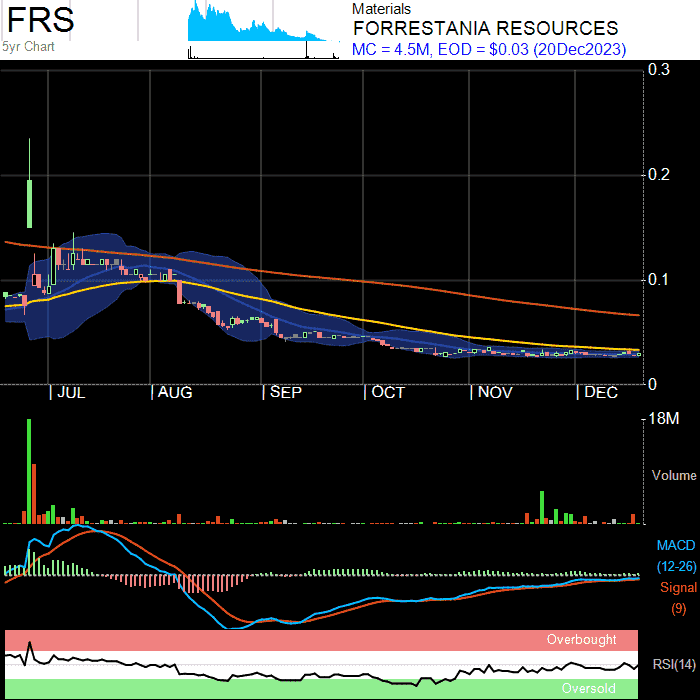 FRS
5yr Chart
Materials
FORRESTANIA RESOURCES
MC = 4.5M, EOD = $0.03 (20Dec2023)
0.3
0.2
0.1
0
| JUL | AUG | SEP | OCT | NOV | DEC
18M
Volume
MACD
(12-26)
Signal
(9)
Overbought
RSI(14)
Oversold